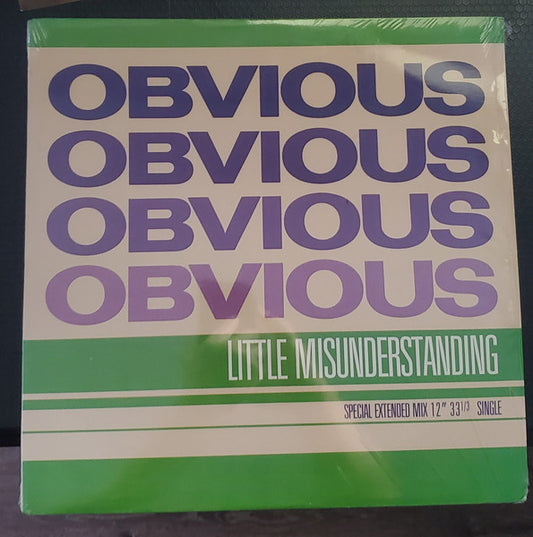 OBVIOUS
OBVIOUS
OBVIOUS
OBVIOUS
LITTLE MISUNDERSTANDING
SPECIAL EXTENDED MIX 12" 33 1/3 SINGLE